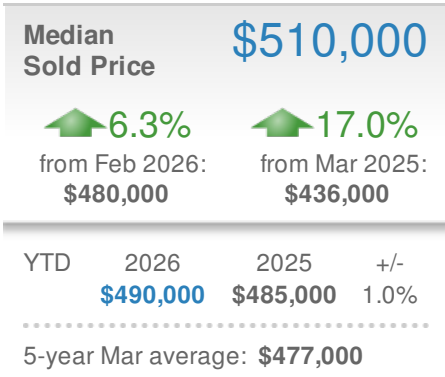 Median $510,000
Sold Price
6.3% 17.0%
from Feb 2026: from Mar 2025:
$480,000 $436,000
YTD 2026 2025 +/-
$490,000 $485,000 1.0%
5-year Mar average: $477,000